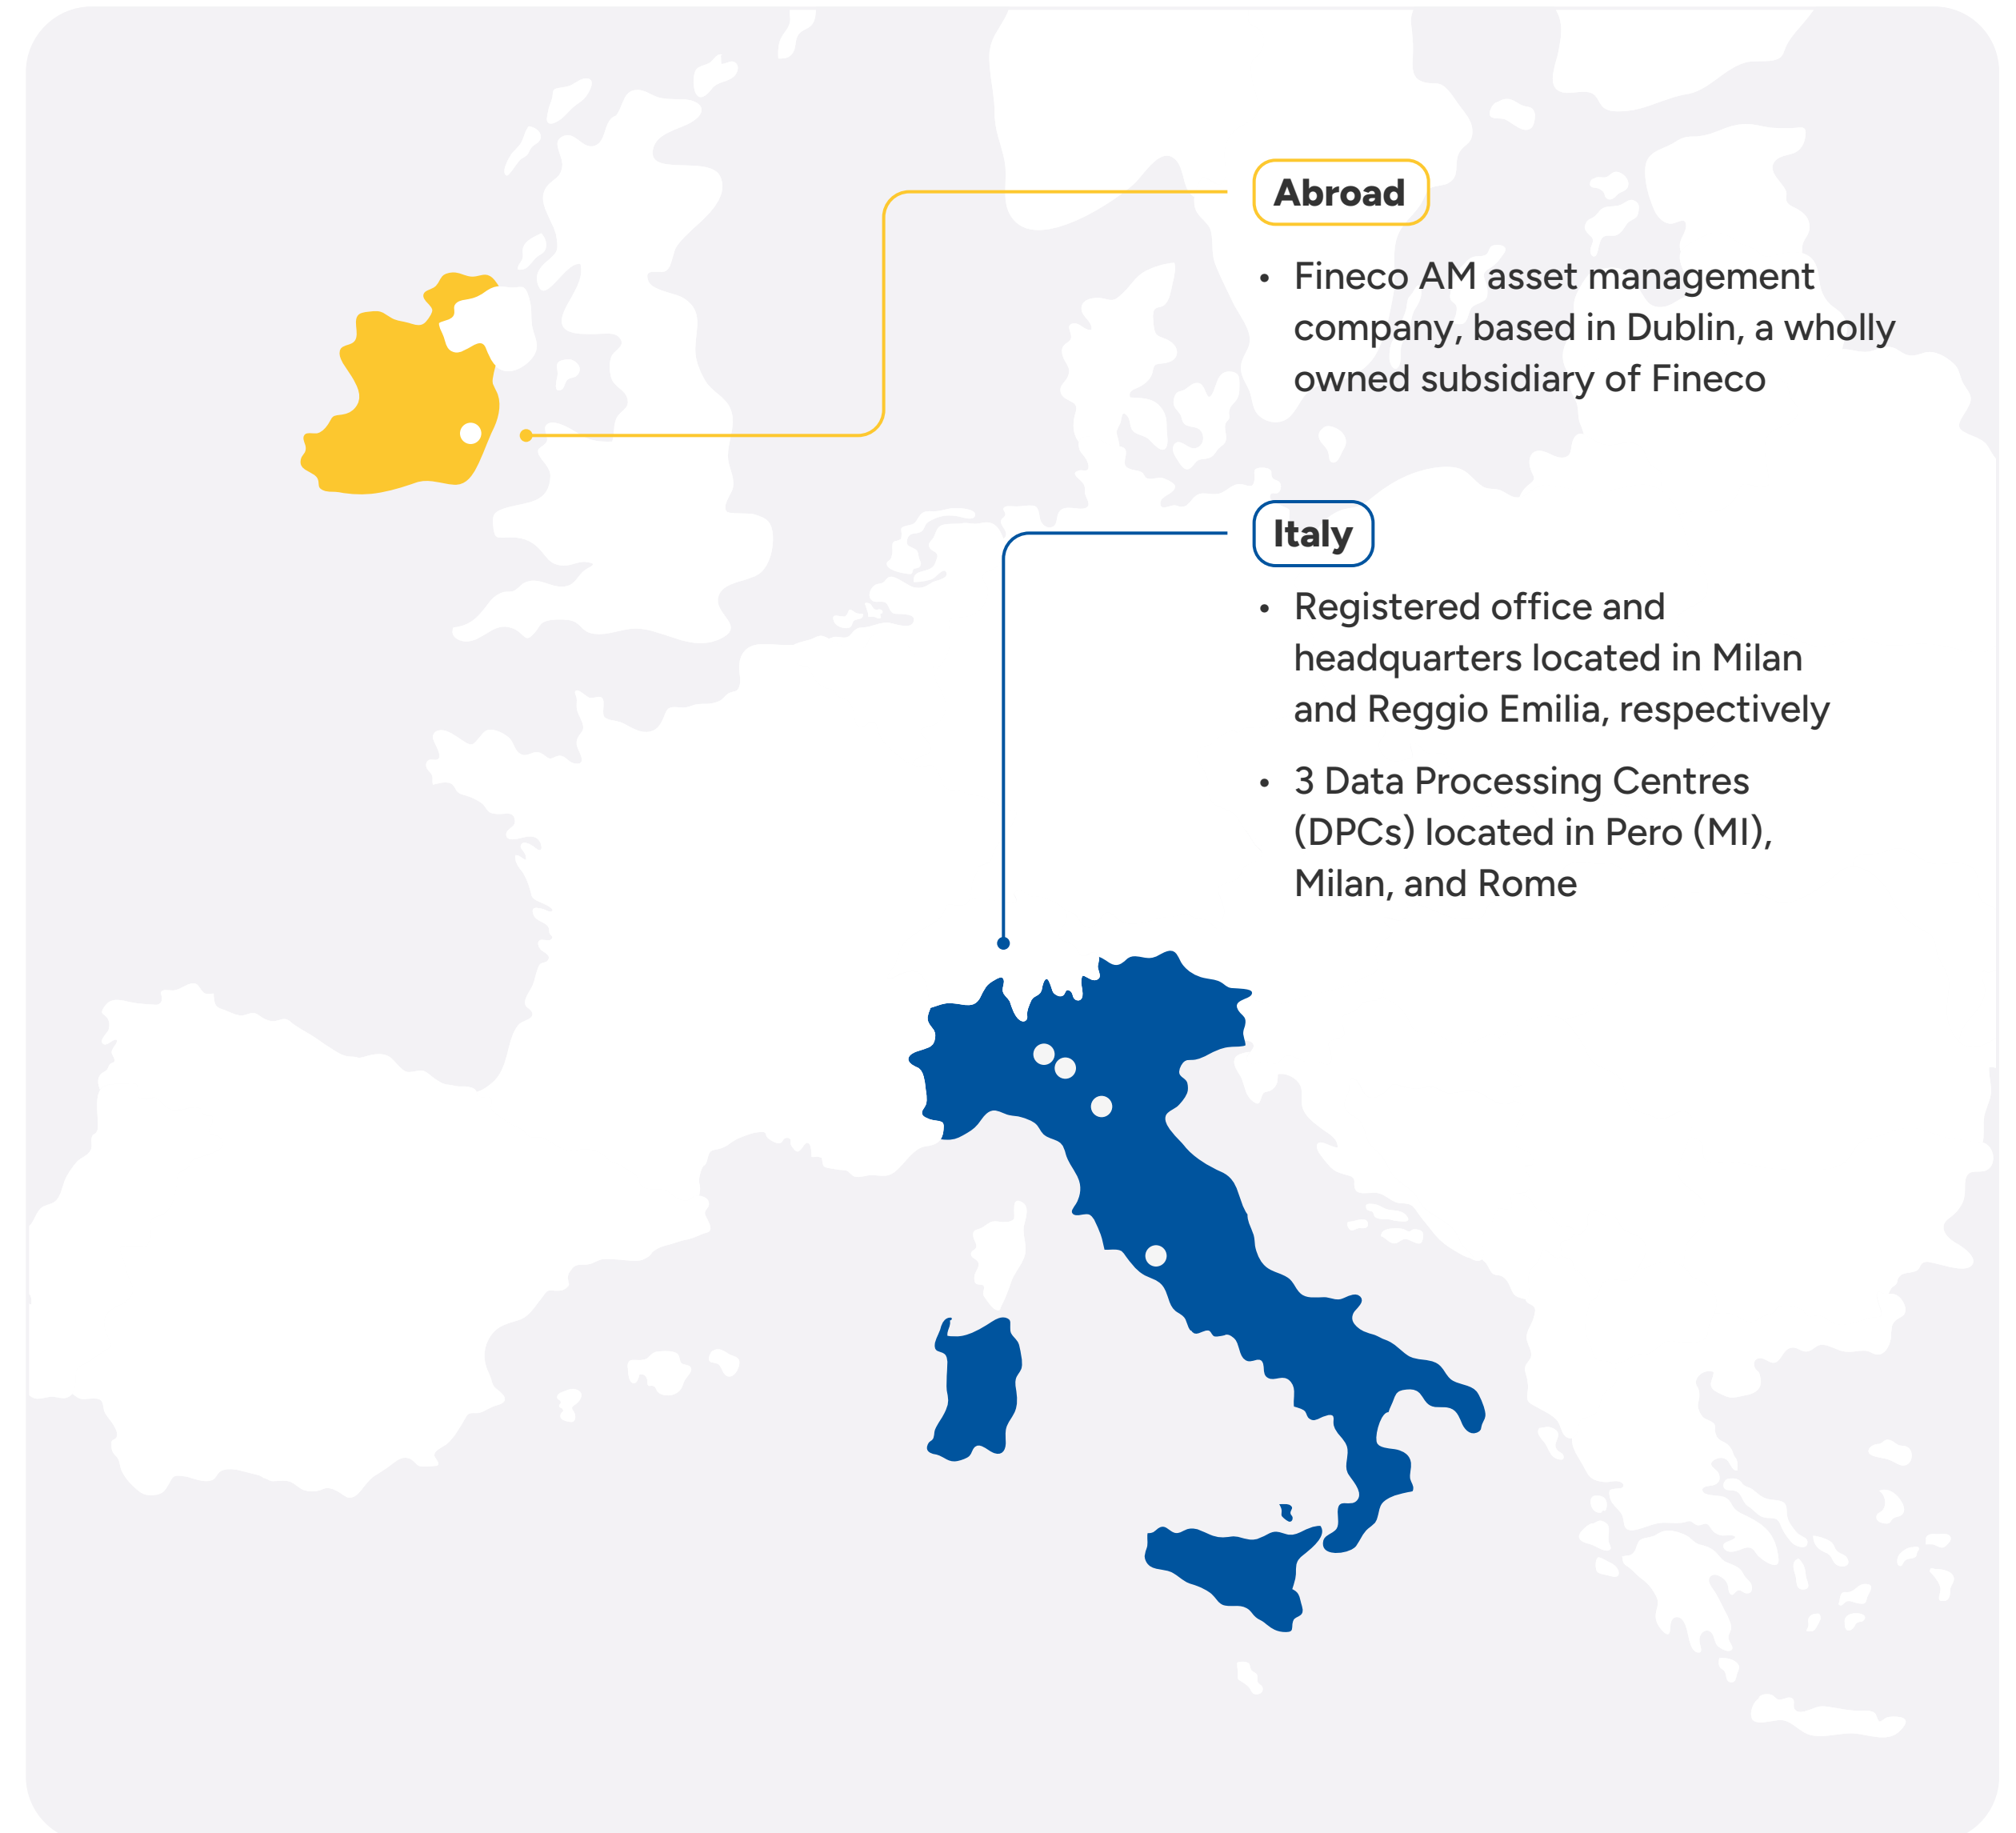 Abroad
• Fineco AM asset management
company, based in Dublin, a wholly
owned subsidiary of Fineco
Italy
• Registered office and
headquarters located in Milan
and Reggio Emilia, respectively
• 3 Data Processing Centres
(DPCs) located in Pero (MI),
Milan, and Rome